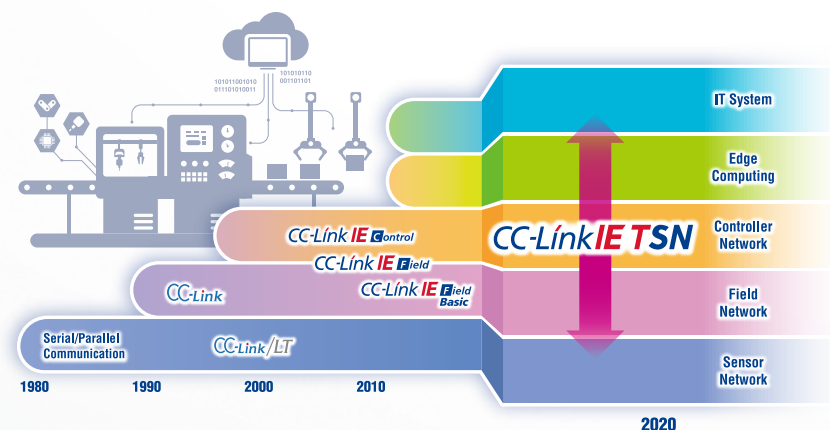 101011001010
011101010011
101010110
001101101
IT System
Edge
Computing
CC-Link IE Control
CC-Link IE TSN
Controller
Network
CC-Link IE Field
CC-Link
CC-Link IE Field
Basic
Field
Network
Serial/Parallel
Communication
CC-Link/LT
Sensor
Network
1980
1990
2000
2010
2020